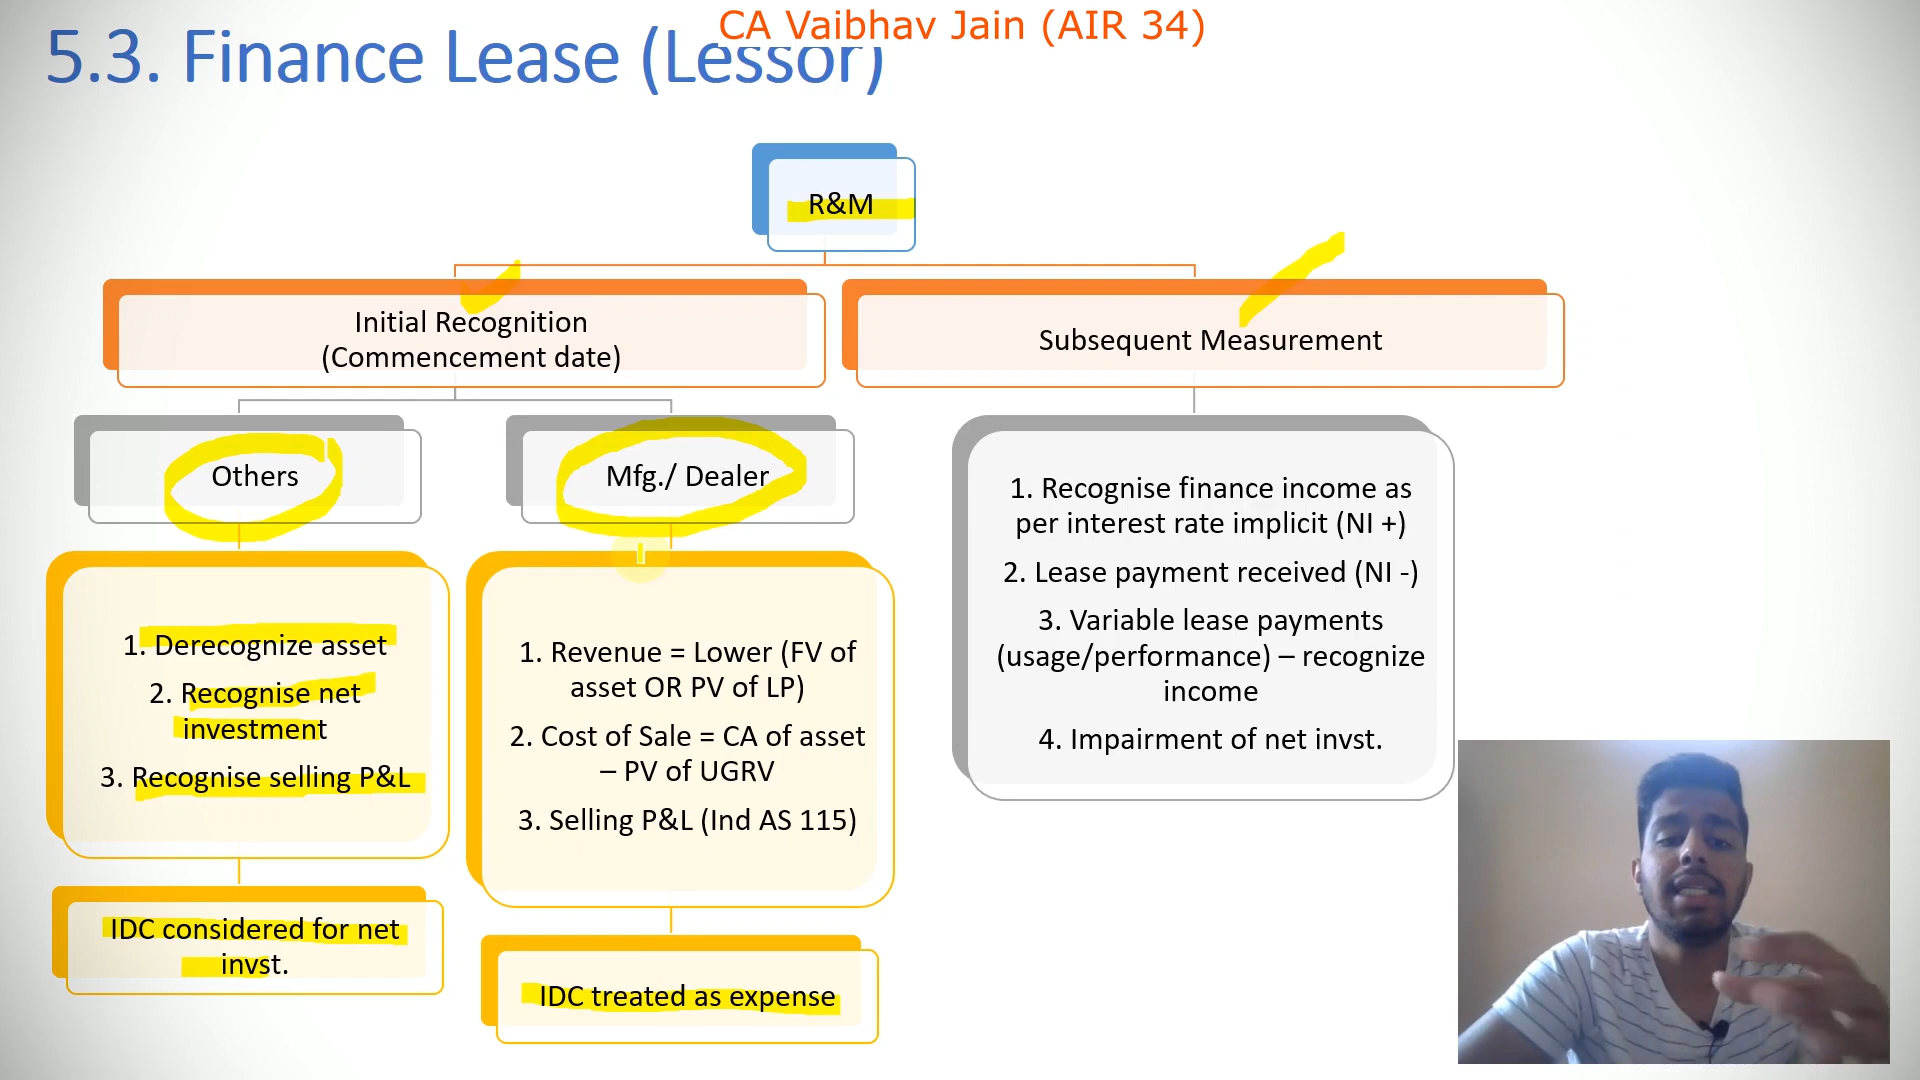 CA Vaibhav Jain (AIR 34)
5.3. Finance Lease (Lessor)
R&M
Initial Recognition
(Commencement date)
Subsequent Measurement
Others
Mfg./ Dealer
1. Derecognize asset
2. Recognise net
investment
3. Recognise selling P&L
IDC considered for net
invst.
1. Revenue = Lower (FV of
asset OR PV of LP)
2. Cost of Sale = CA of asset
– PV of UGRV
3. Selling P&L (Ind AS 115)
IDC treated as expense
1. Recognise finance income as
per interest rate implicit (NI +)
2. Lease payment received (NI -)
3. Variable lease payments
(usage/performance) – recognize
income
4. Impairment of net invst.